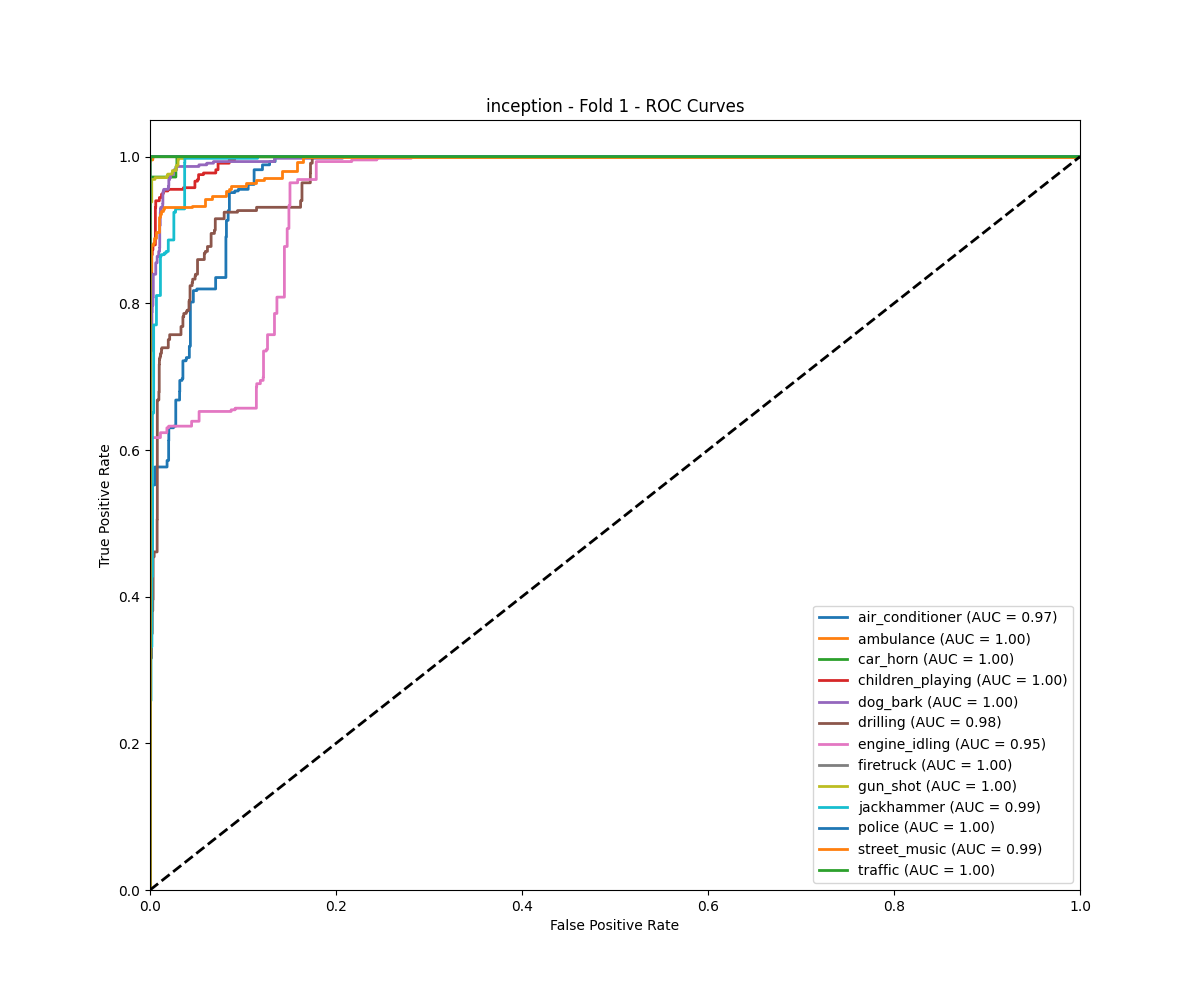 inception - Fold 1 - ROC Curves
1.0
0.8
0.6
0.4
0.2
0.0
True Positive Rate
air_conditioner (AUC = 0.97)
ambulance (AUC = 1.00)
car_horn (AUC = 1.00)
children_playing (AUC = 1.00)
dog_bark (AUC = 1.00)
drilling (AUC = 0.98)
engine_idling (AUC = 0.95)
firetruck (AUC = 1.00)
gun_shot (AUC = 1.00)
jackhammer (AUC = 0.99)
police (AUC = 1.00)
street_music (AUC = 0.99)
traffic (AUC = 1.00)
0.0 0.2 0.4 0.6 0.8 1.0
False Positive Rate